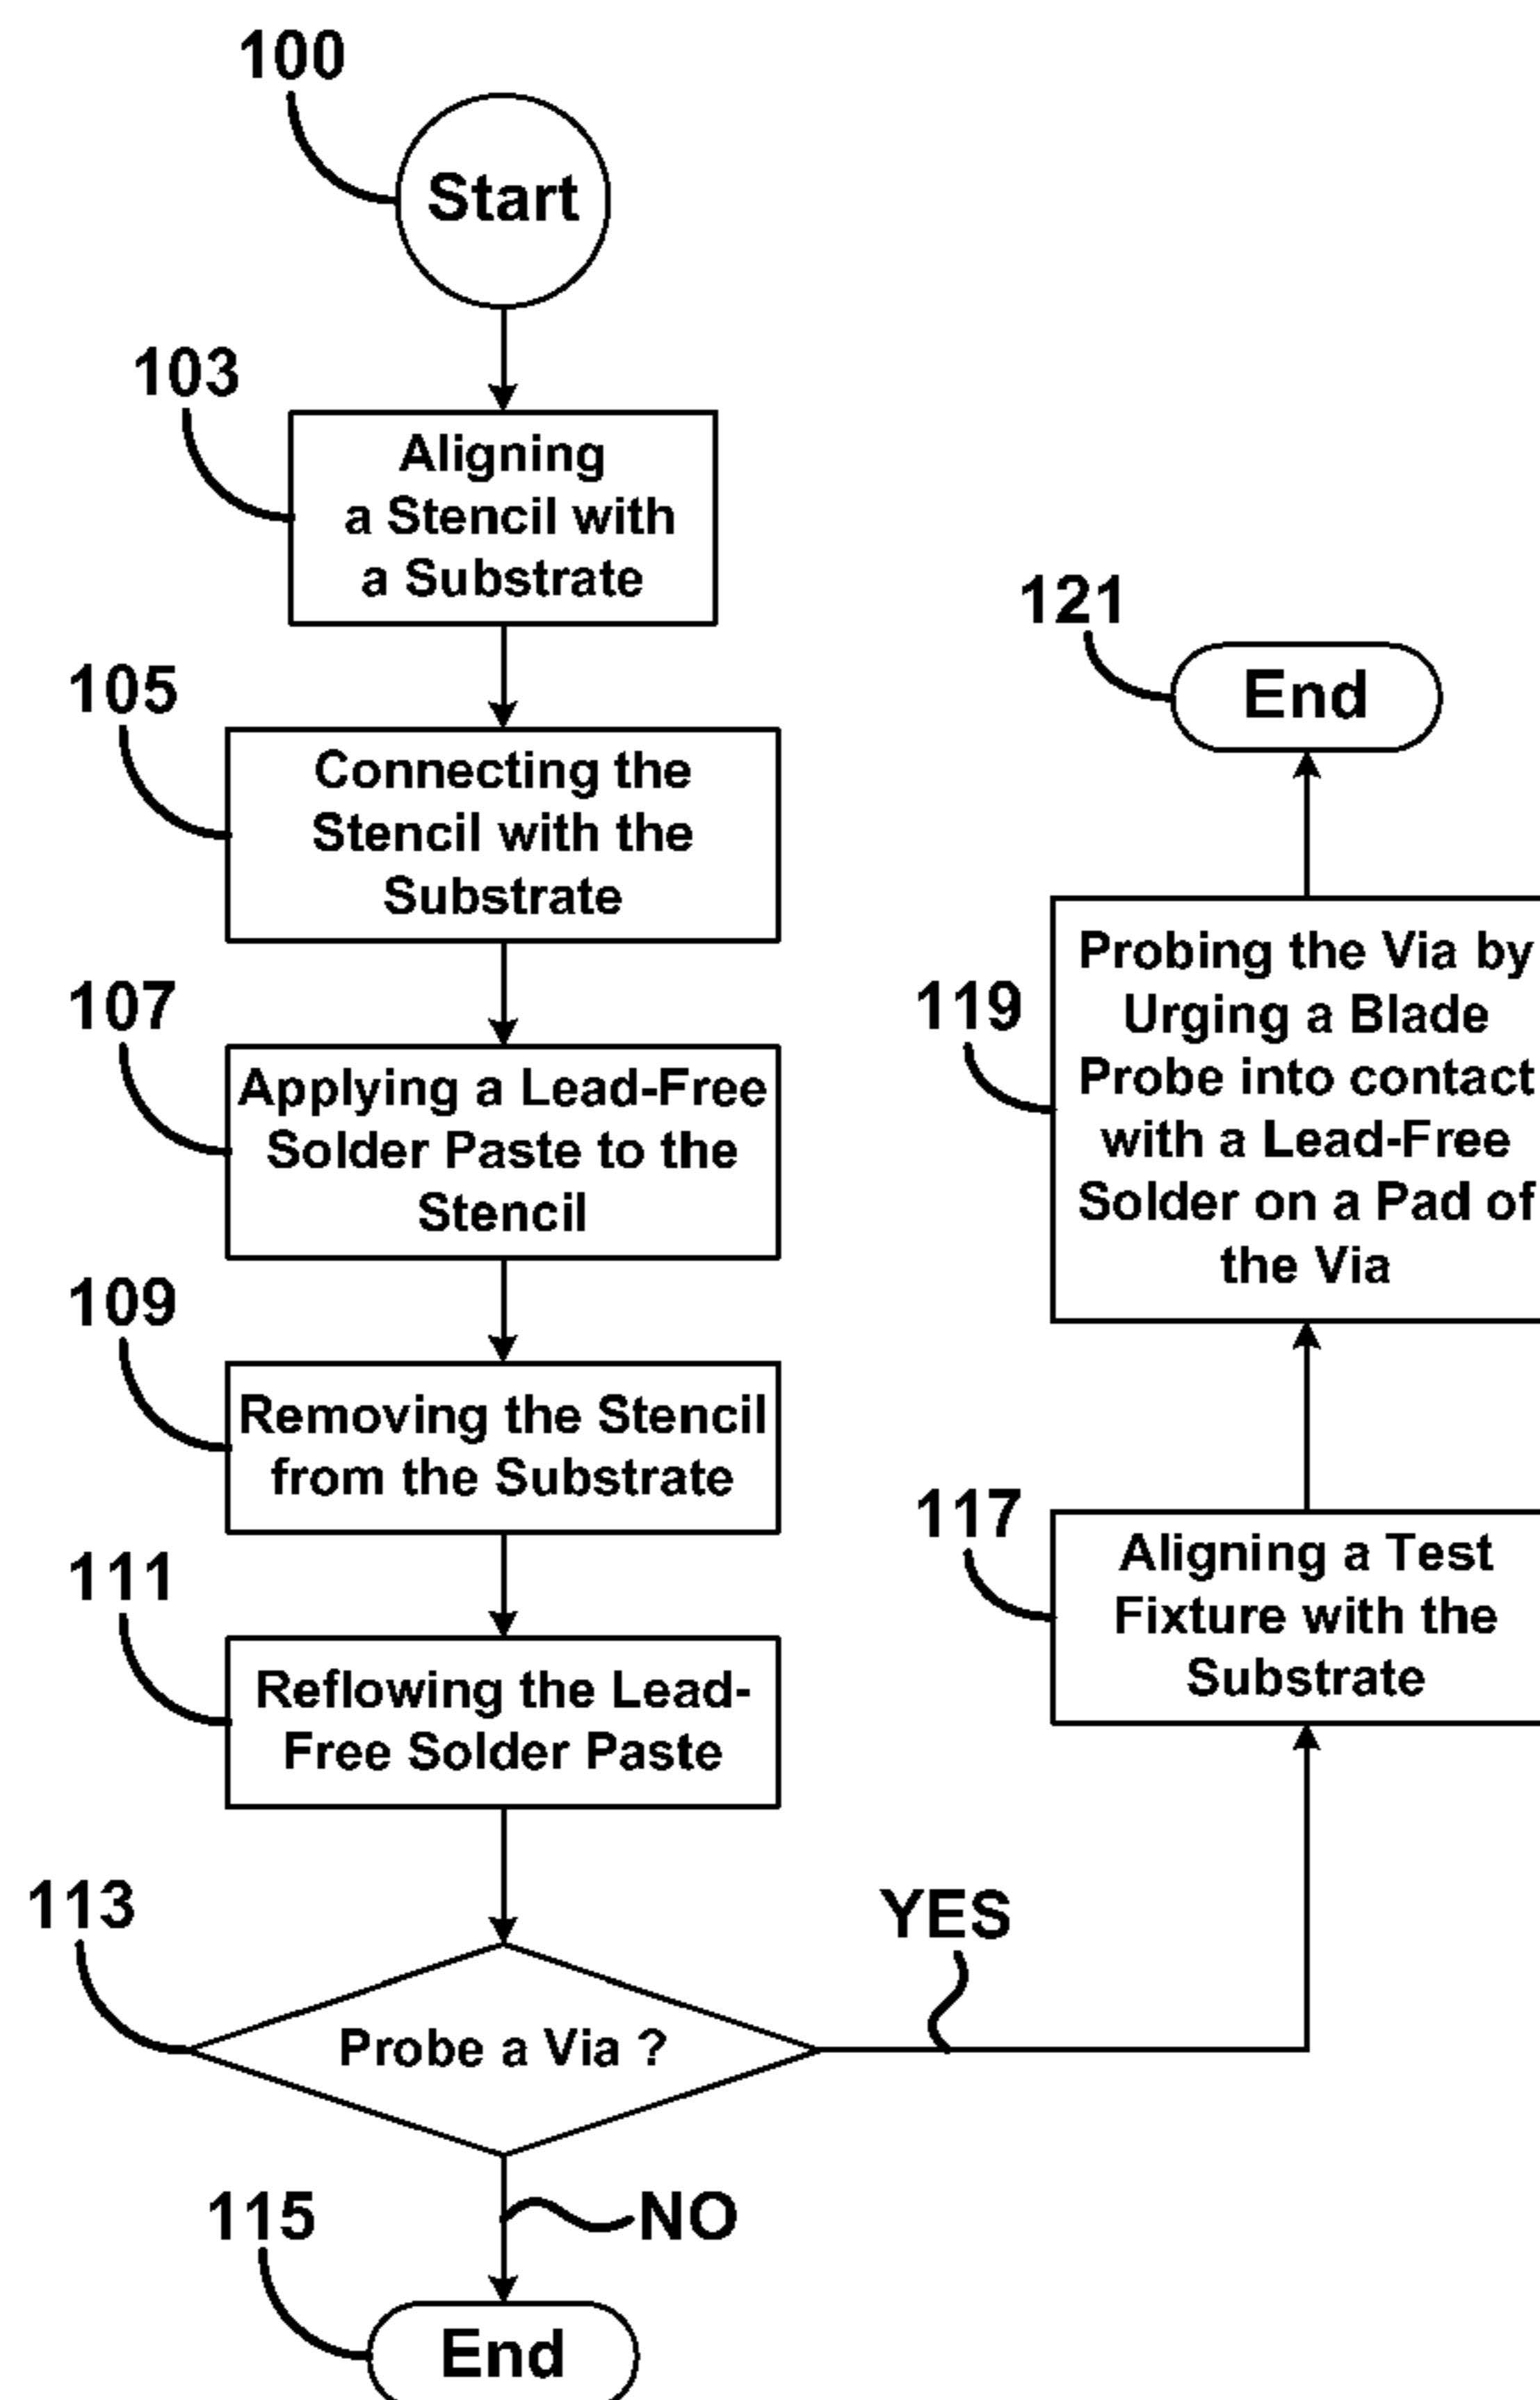 100
Start
103
Aligning
a Stencil with
a Substrate
105
Connecting the
Stencil with the
Substrate
107
Applying a Lead-Free
Solder Paste to the
Stencil
109
Removing the Stencil
from the Substrate
111
Reflowing the Lead-
Free Solder Paste
113
Probe a Via ?
YES
NO
115
End
117
Aligning a Test
Fixture with the
Substrate
119
Probing the Via by
Urging a Blade
Probe into contact
with a Lead-Free
Solder on a Pad of
the Via
121
End